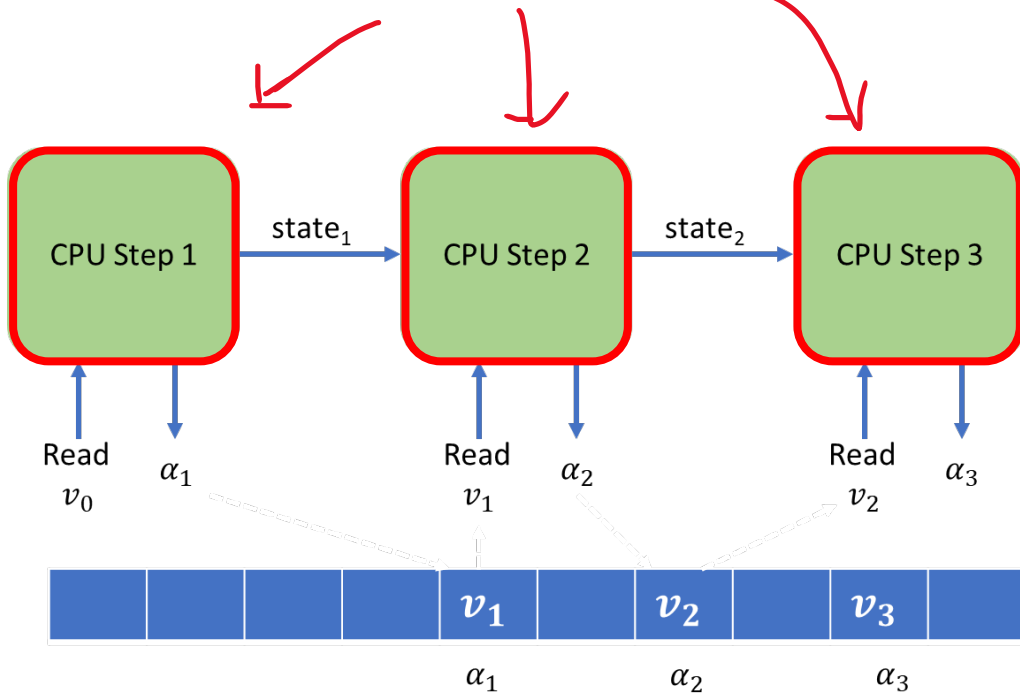 CPU Step 1
CPU Step 2
CPU Step 3
state₁
state₂
Read
v₀
α₁
Read
v₁
α₂
Read
v₂
α₃
v₁
v₂
v₃
α₁
α₂
α₃